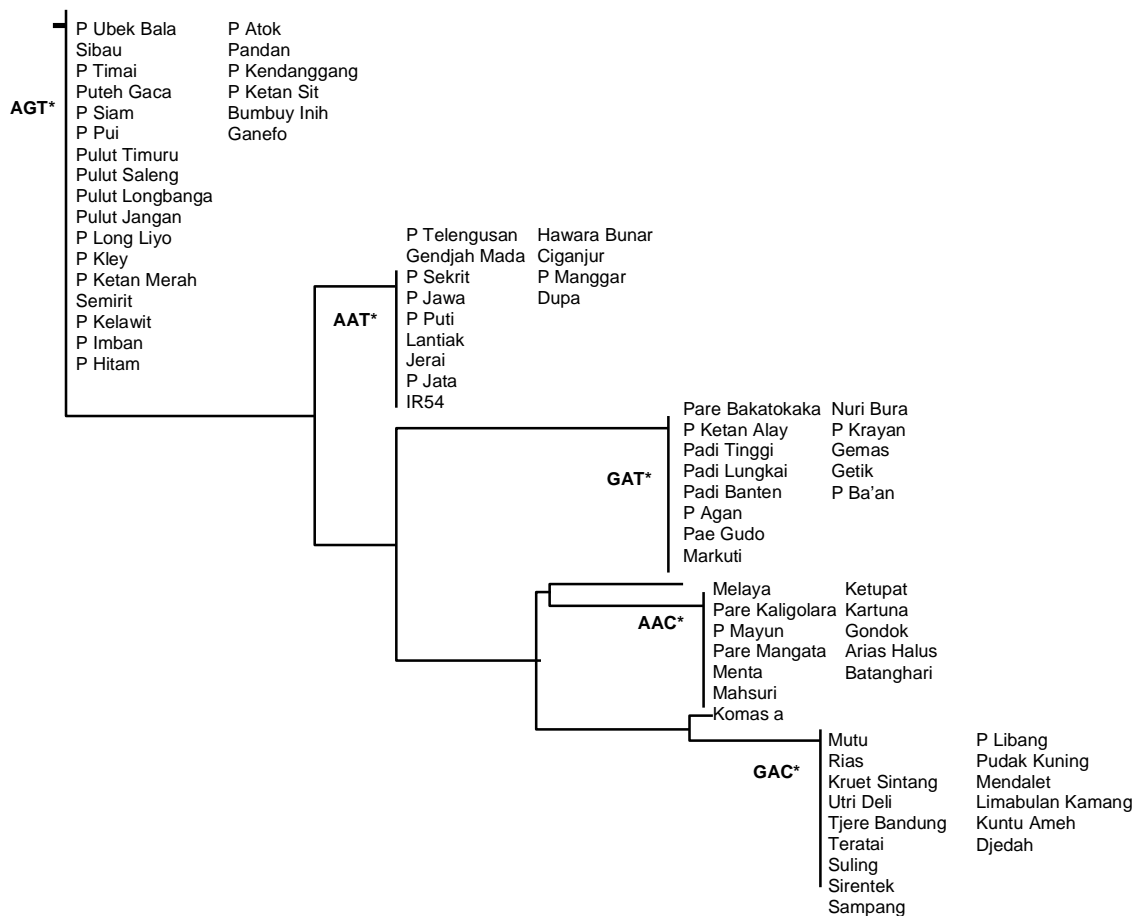 P Ubek Bala P Atok
Sibau Pandan
P Timai P Kendanggang
Puteh Gaca P Ketan Sit
AGT*
P Siam Bumbuy Inih
P Pui Ganefo
Pulut Timuru
Pulut Saleng
Pulut Longbanga
Pulut Jangan
P Long Liyo
P Kley
P Ketan Merah
Semirit
P Kelawit
P Imban
P Hitam
P Telengusan Hawara Bunar
Gendjah Mada Ciganjur
P Sekrit P Manggar
P Jawa Dupa
AAT*
P Puti
Lantiak
Jerai
P Jata
IR54
Pare Bakatokaka Nuri Bura
P Ketan Alay P Krayan
Padi Tinggi Gemas
GAT*
Padi Lungkai Getik
Padi Banten P Ba’an
P Agan
Pae Gudo
Markuti
Melaya Ketupat
Pare Kaligolara Kartuna
AAC*
P Mayun Gondok
Pare Mangata Arias Halus
Menta Batanghari
Mahsuri
Komas a
Mutu P Libang
Rias Pudak Kuning
GAC*
Kruet Sintang Mendalet
Utri Deli Limabulan Kamang
Tjere Bandung Kuntu Ameh
Teratai Djedah
Suling
Sirentek
Sampang